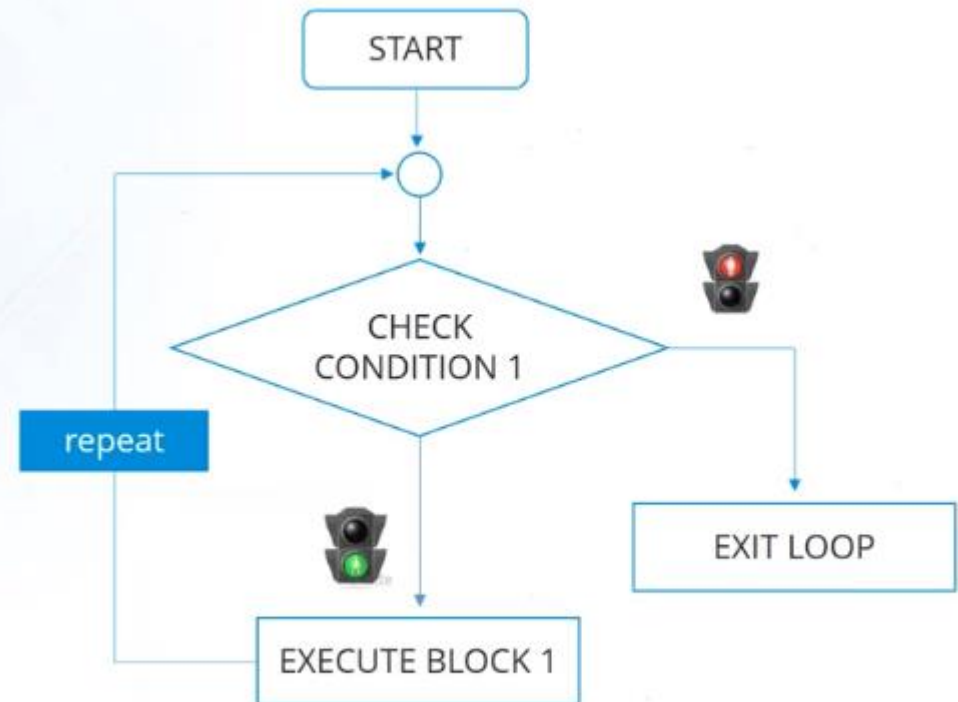 START
CHECK
CONDITION 1
repeat
EXIT LOOP
EXECUTE BLOCK 1